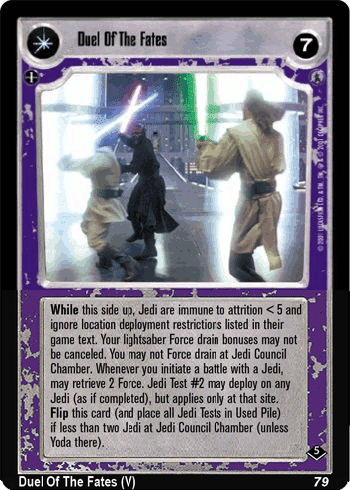 Duel Of The Fates
7
While this side up, Jedi are immune to attrition < 5 and
ignore location deployment restrictiors listed in their
game text. Your lightsaber Force drain bonuses may not
be canceled. You may not Force drain at Jedi Council
Chamber. Whenever you initiate a battle with a Jedi,
may retrieve 2 Force. Jedi Test #2 may deploy on any
Jedi (as if completed), but applies only at that site.
Flip this card (and place all Jedi Tests in Used Pile)
if less than two Jedi at Jedi Council Chamber (unless
Yoda there).
5
Duel Of The Fates (V)
79